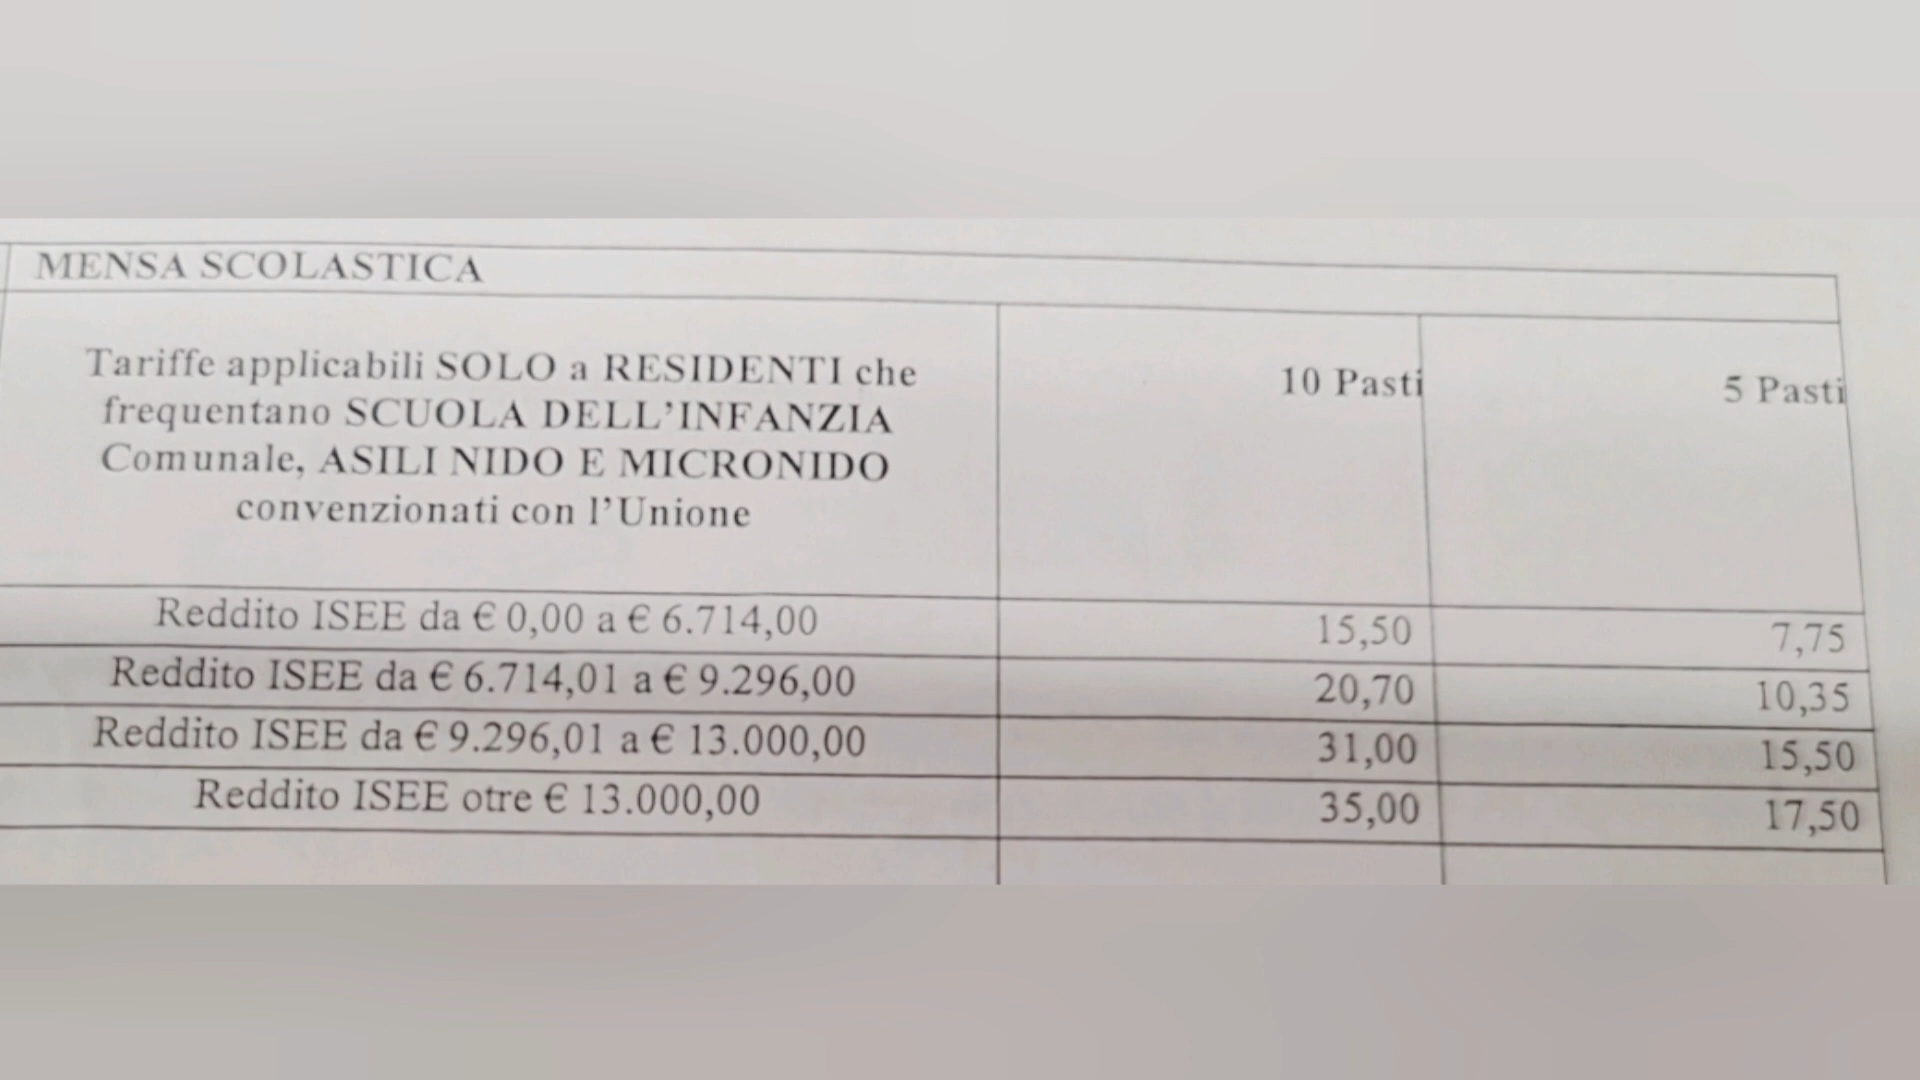 MENSA SCOLASTICA
Tariffe applicabili SOLO a RESIDENTI che
frequentano SCUOLA DELL'INFANZIA
Comunale, ASILI NIDO E MICRONIDO
convenzionati con l'Unione
10 Pasti
5 Pasti
Reddito ISEE da € 0,00 a € 6.714,00 15,50 7,75
Reddito ISEE da € 6.714,01 a € 9.296,00 20,70 10,35
Reddito ISEE da € 9.296,01 a € 13.000,00 31,00 15,50
Reddito ISEE otre € 13.000,00 35,00 17,50